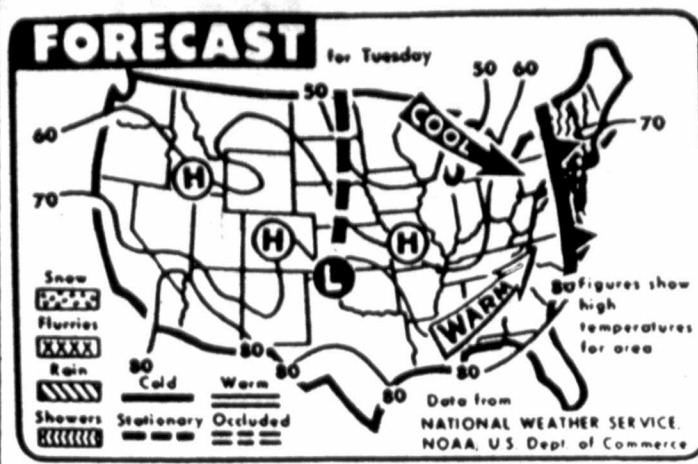 FORECAST for Tuesday
50 50 60
COOL
60
70
H
70
H H
L
80
WARM
Figures show
high
temperatures
for area
Snow
Flurries
Rain
Showers
80 80 80 80 80
Cold Warm
Stationary Occluded
Data from
NATIONAL WEATHER SERVICE.
NOAA, U.S. Dept. of Commerce